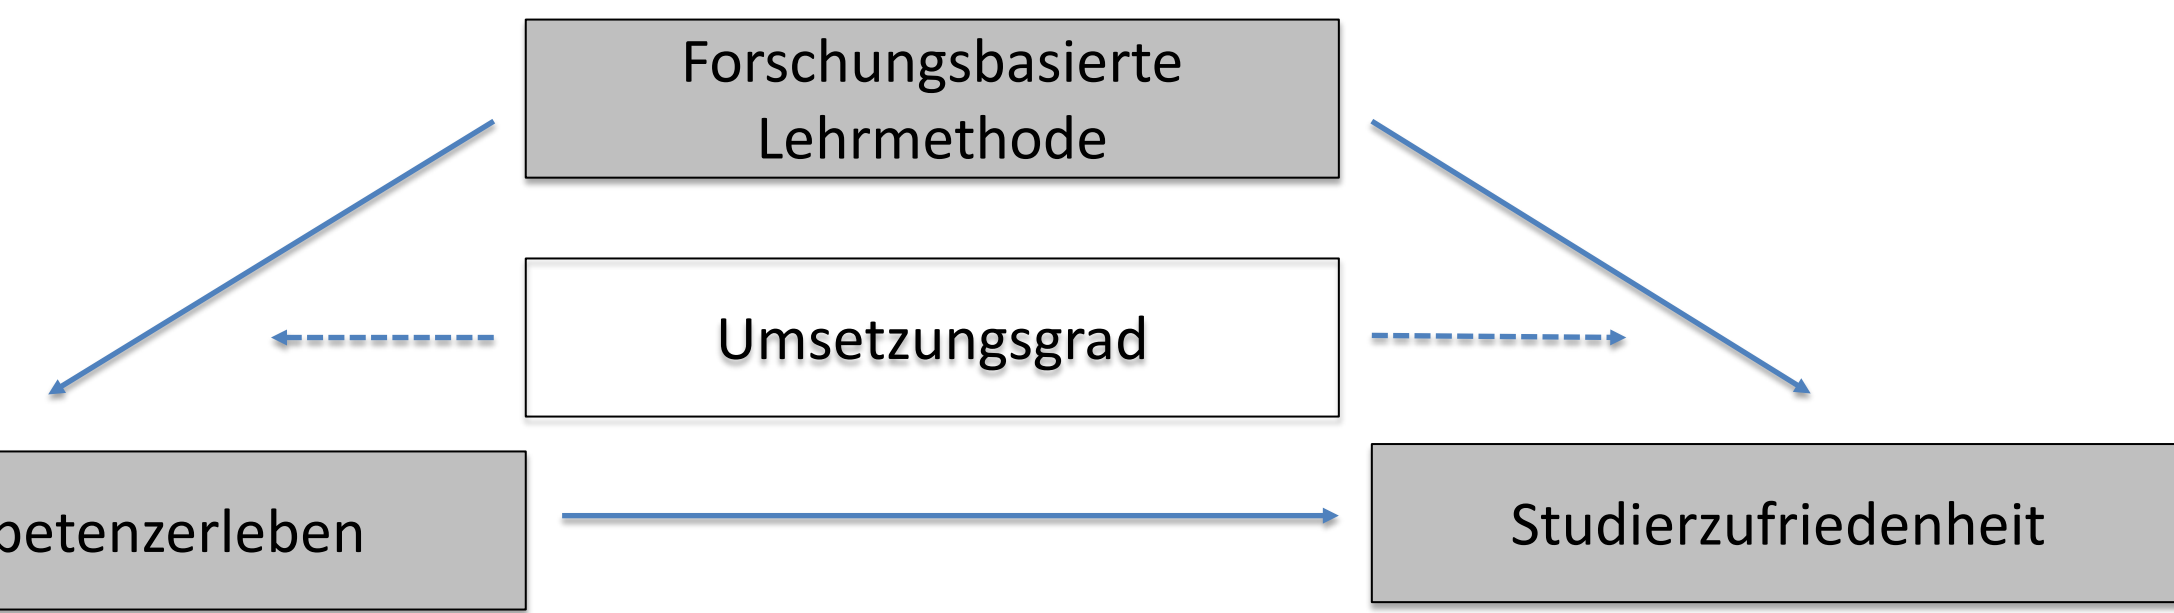 Forschungsbasierte
Lehrmethode
Umsetzungsgrad
petenzerleben
Studierzufriedenheit